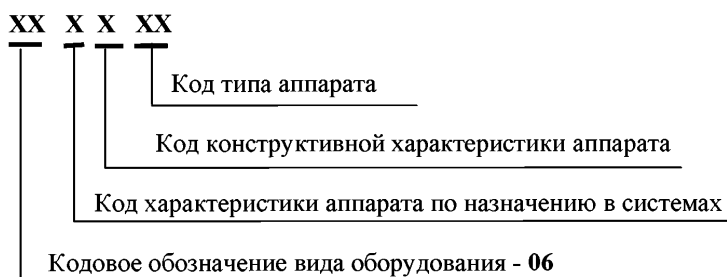 XX X X XX
Код типа аппарата
Код конструктивной характеристики аппарата
Код характеристики аппарата по назначению в системах
Кодовое обозначение вида оборудования - 06